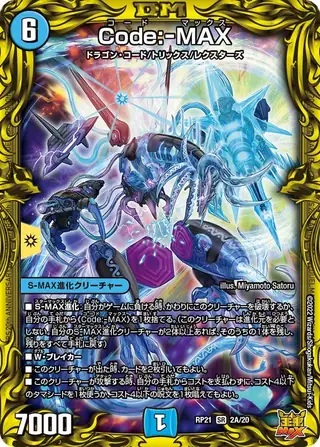 DM
コード マックス
6
Code:-MAX
ドラゴン・コード/トリックス/レクスターズ
S-MAX進化クリーチャー
illus. Miyamoto Satoru
■S-MAX進化:自分がゲームに負ける時、かわりにこのクリーチャーを破壊するか、
自分の手札から《Code:-MAX》を1枚捨てる。(このクリーチャーは進化元を必要と
しない。自分のS-MAX進化クリーチャーが2体以上あれば、そのうちの1体を残し、
残りをすべて手札に戻す)
■W・ブレイカー
■このクリーチャーが出た時、カードを2枚引いてもよい。
■このクリーチャーが攻撃する時、自分の手札からコストを支払わずに、コスト4以下
のタマシードを1枚使うか、コスト4以下の呪文を1枚唱えてもよい。
7000
1
RP21 SR 2A/20